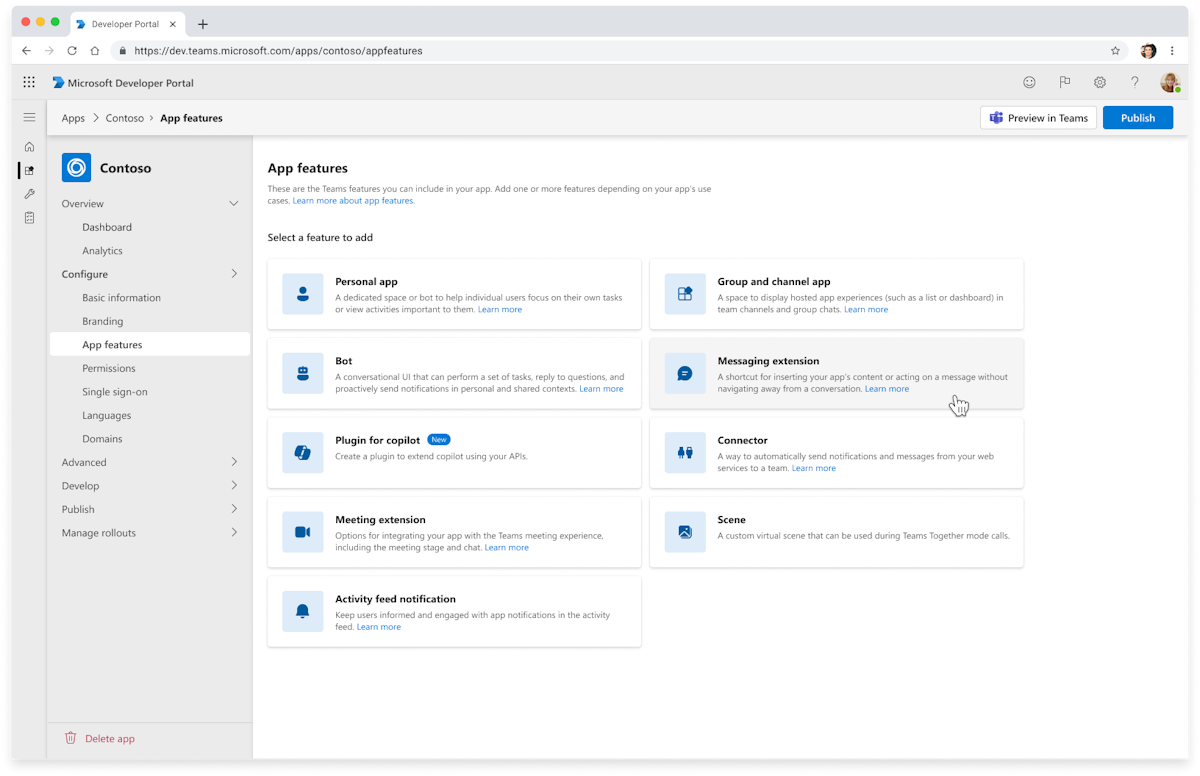 Developer Portal
https://dev.teams.microsoft.com/apps/contoso/appfeatures
Microsoft Developer Portal
Apps > Contoso > App features
Preview in Teams
Publish
Contoso
Overview
Dashboard
Analytics
Configure
Basic information
Branding
App features
Permissions
Single sign-on
Languages
Domains
Advanced
Develop
Publish
Manage rollouts
Delete app
App features
These are the Teams features you can include in your app. Add one or more features depending on your app's use
cases. Learn more about app features.
Select a feature to add
Personal app
A dedicated space or bot to help individual users focus on their own tasks
or view activities important to them. Learn more
Group and channel app
A space to display hosted app experiences (such as a list or dashboard) in
team channels and group chats. Learn more
Bot
A conversational UI that can perform a set of tasks, reply to questions, and
proactively send notifications in personal and shared contexts. Learn more
Messaging extension
A shortcut for inserting your app's content or acting on a message without
navigating away from a conversation. Learn more
Plugin for copilot New
Create a plugin to extend copilot using your APIs.
Connector
A way to automatically send notifications and messages from your web
services to a team. Learn more
Meeting extension
Options for integrating your app with the Teams meeting experience,
including the meeting stage and chat. Learn more
Scene
A custom virtual scene that can be used during Teams Together mode calls.
Activity feed notification
Keep users informed and engaged with app notifications in the activity
feed. Learn more